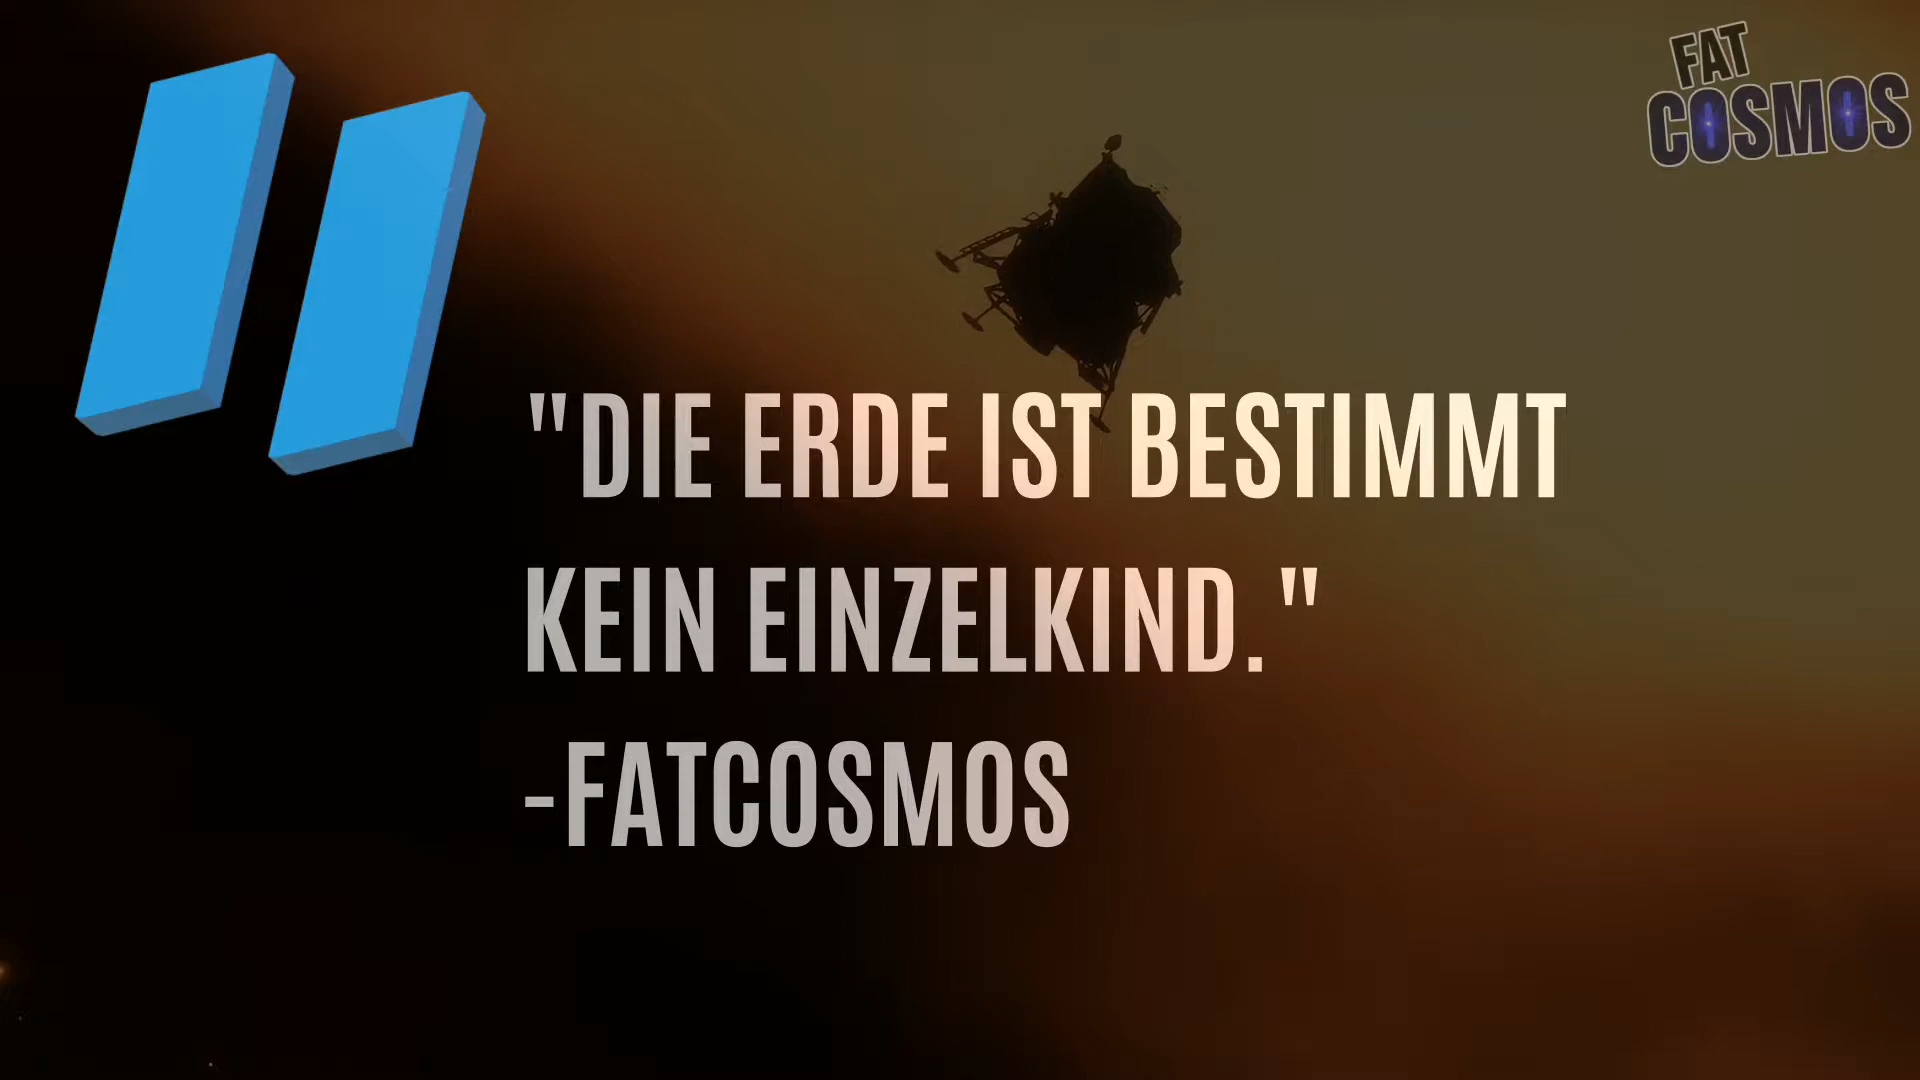 FAT
COSMOS
"DIE ERDE IST BESTIMMT
KEIN EINZELKIND."
-FATCOSMOS